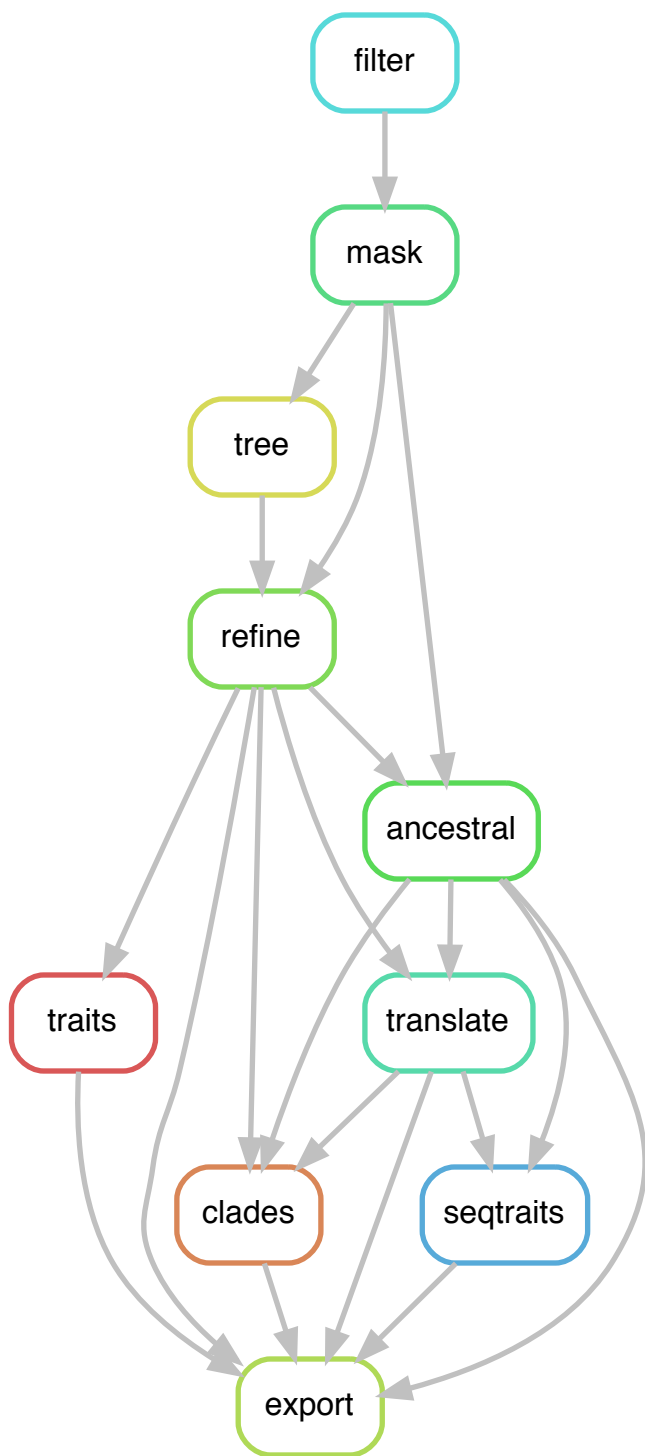 filter
mask
tree
refine
ancestral
traits
translate
clades
seqtraits
export